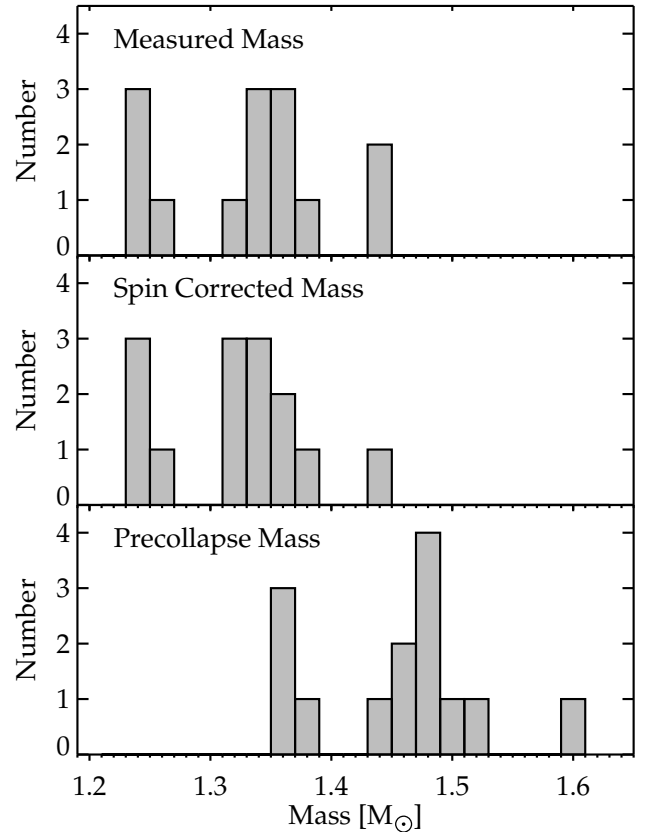 4
Measured Mass
3
2
1
0
Number
4
Spin Corrected Mass
3
2
1
0
Number
4
Precollapse Mass
3
2
1
0
Number
1.2 1.3 1.4 1.5 1.6
Mass [M⊙]